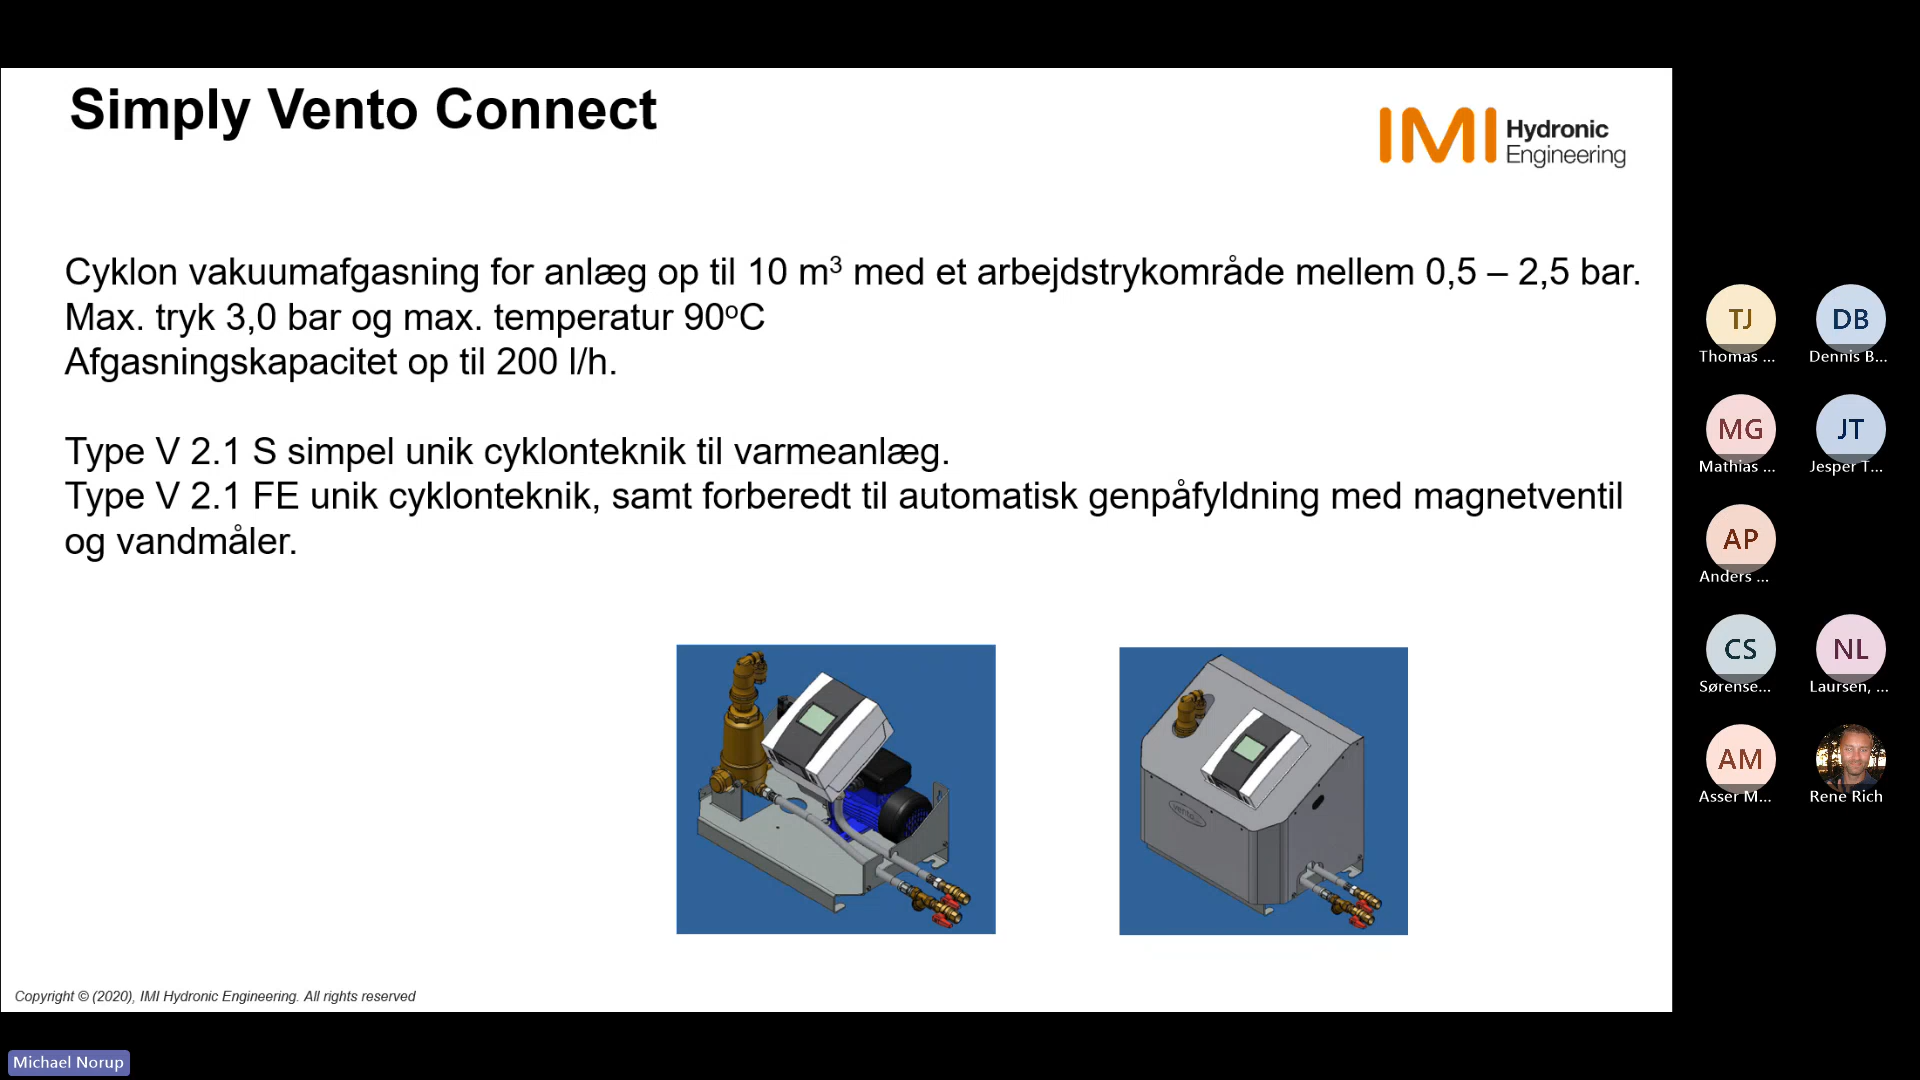 Simply Vento Connect
IMI Hydronic
Engineering
Cyklon vakuumafgasning for anlæg op til 10 m³ med et arbejdstrykområde mellem 0,5 – 2,5 bar.
Max. tryk 3,0 bar og max. temperatur 90ºC
Afgasningskapacitet op til 200 l/h.
Type V 2.1 S simpel unik cyklonteknik til varmeanlæg.
Type V 2.1 FE unik cyklonteknik, samt forberedt til automatisk genpåfyldning med magnetventil
og vandmåler.
Copyright © (2020), IMI Hydronic Engineering. All rights reserved
Michael Norup
TJ
Thomas ...
DB
Dennis B...
MG
Mathias ...
JT
Jesper T...
AP
Anders ...
CS
Sørense...
NL
Laursen, ...
AM
Asser M...
Rene Rich